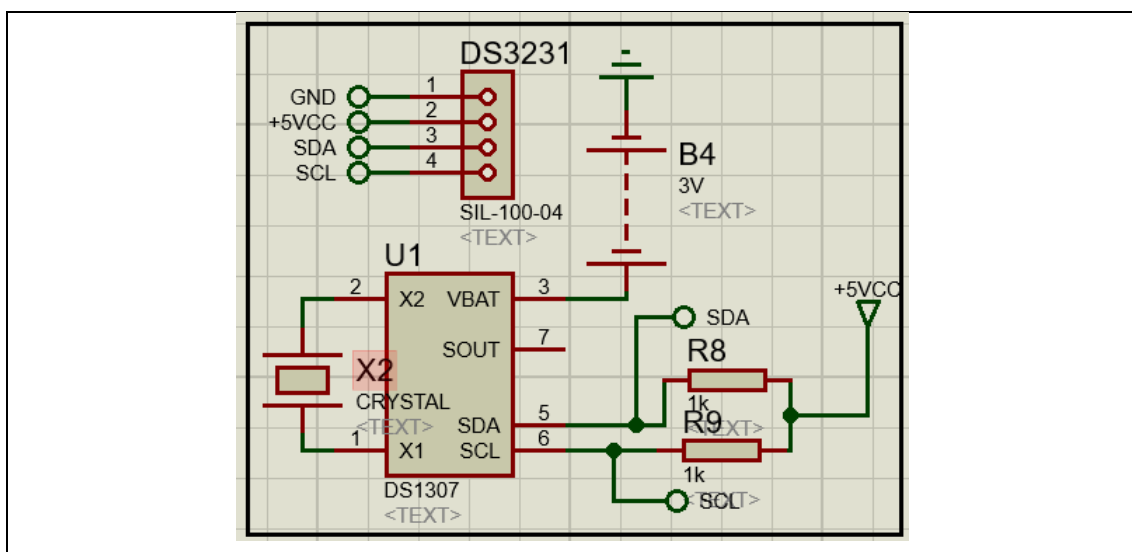 DS3231
GND 1
+5VCC 2
SDA 3
SCL 4
SIL-100-04
<TEXT>
B4
3V
<TEXT>
U1
2 X2 VBAT 3
SOUT 7
SDA 5
1 X1 SCL 6
DS1307
<TEXT>
X2
CRYSTAL
<TEXT>
+5VCC
SDA
R8
1k
<TEXT>
R9
1k
<TEXT>
SCL